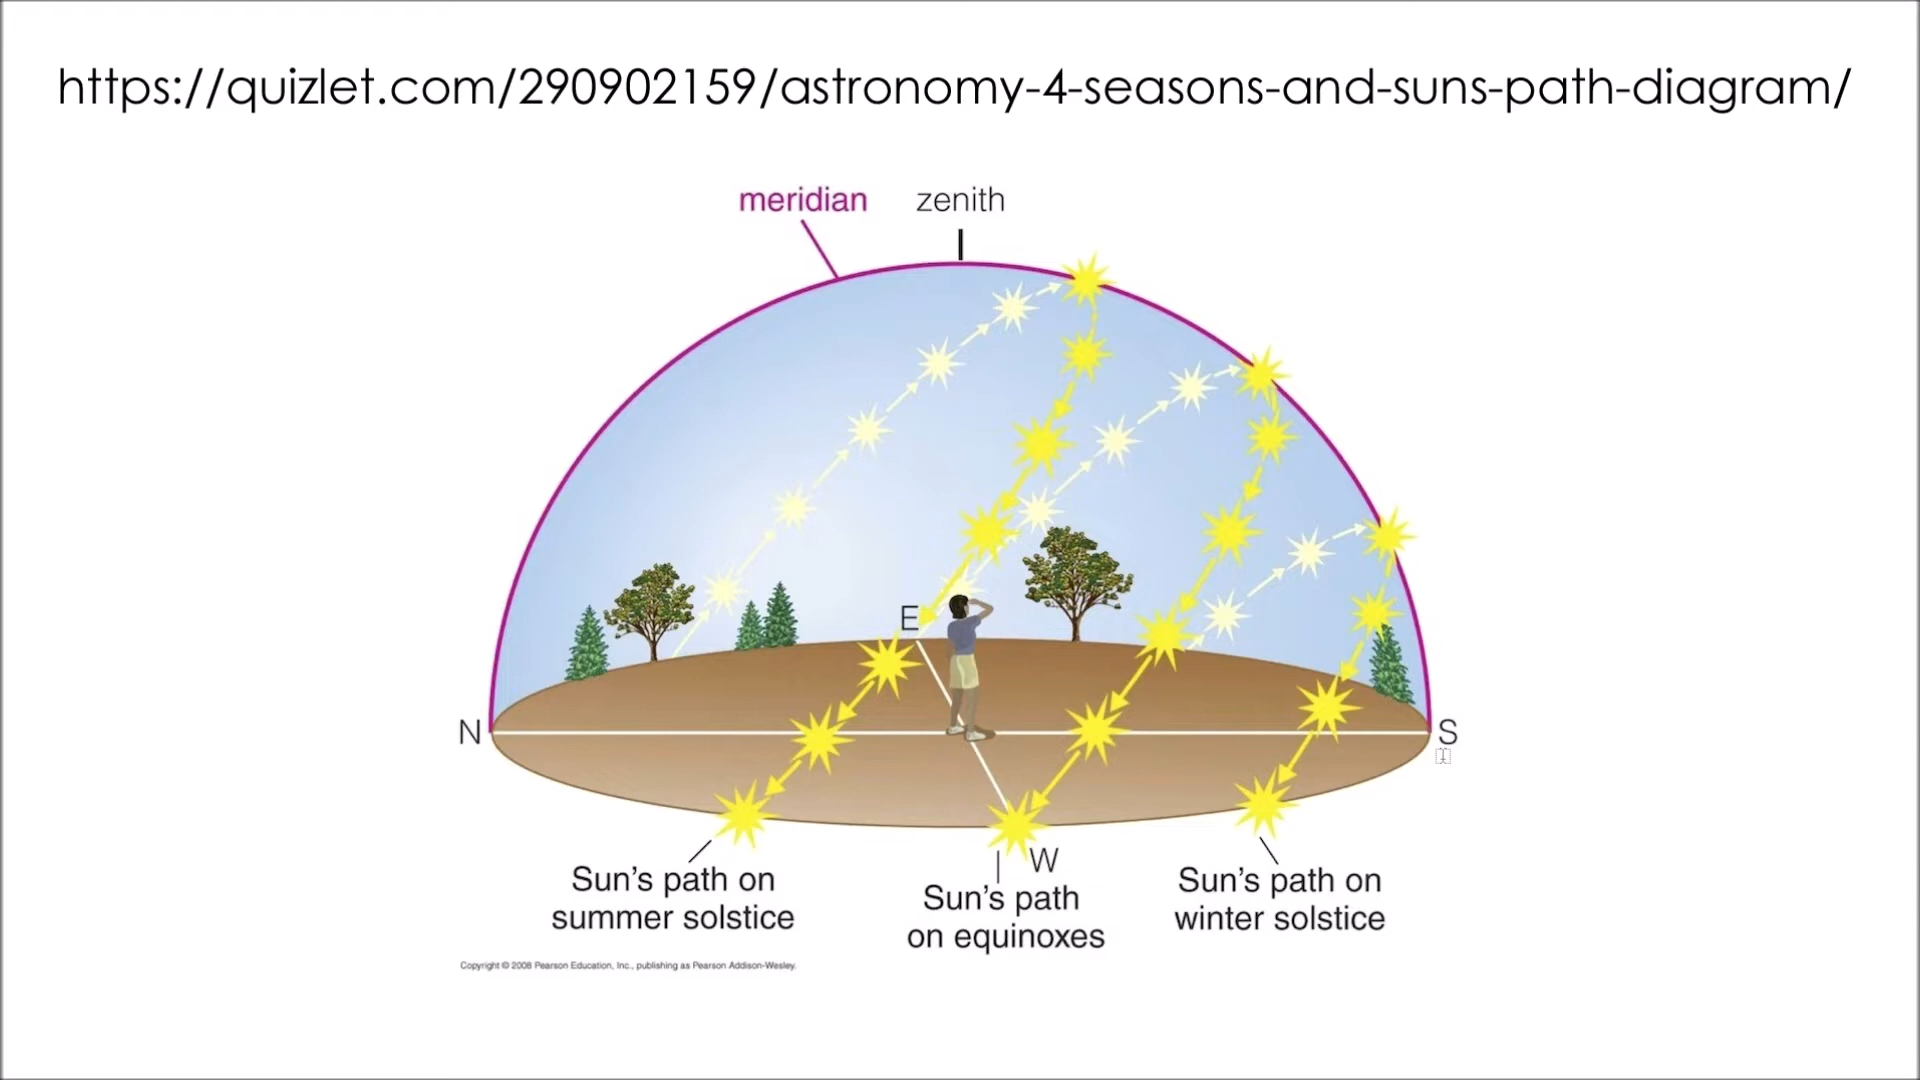 https://quizlet.com/290902159/astronomy-4-seasons-and-suns-path-diagram/
meridian
zenith
E
N
S
W
Sun's path on
summer solstice
Sun's path
on equinoxes
Sun's path on
winter solstice
Copyright © 2008 Pearson Education, Inc., publishing as Pearson Addison-Wesley.